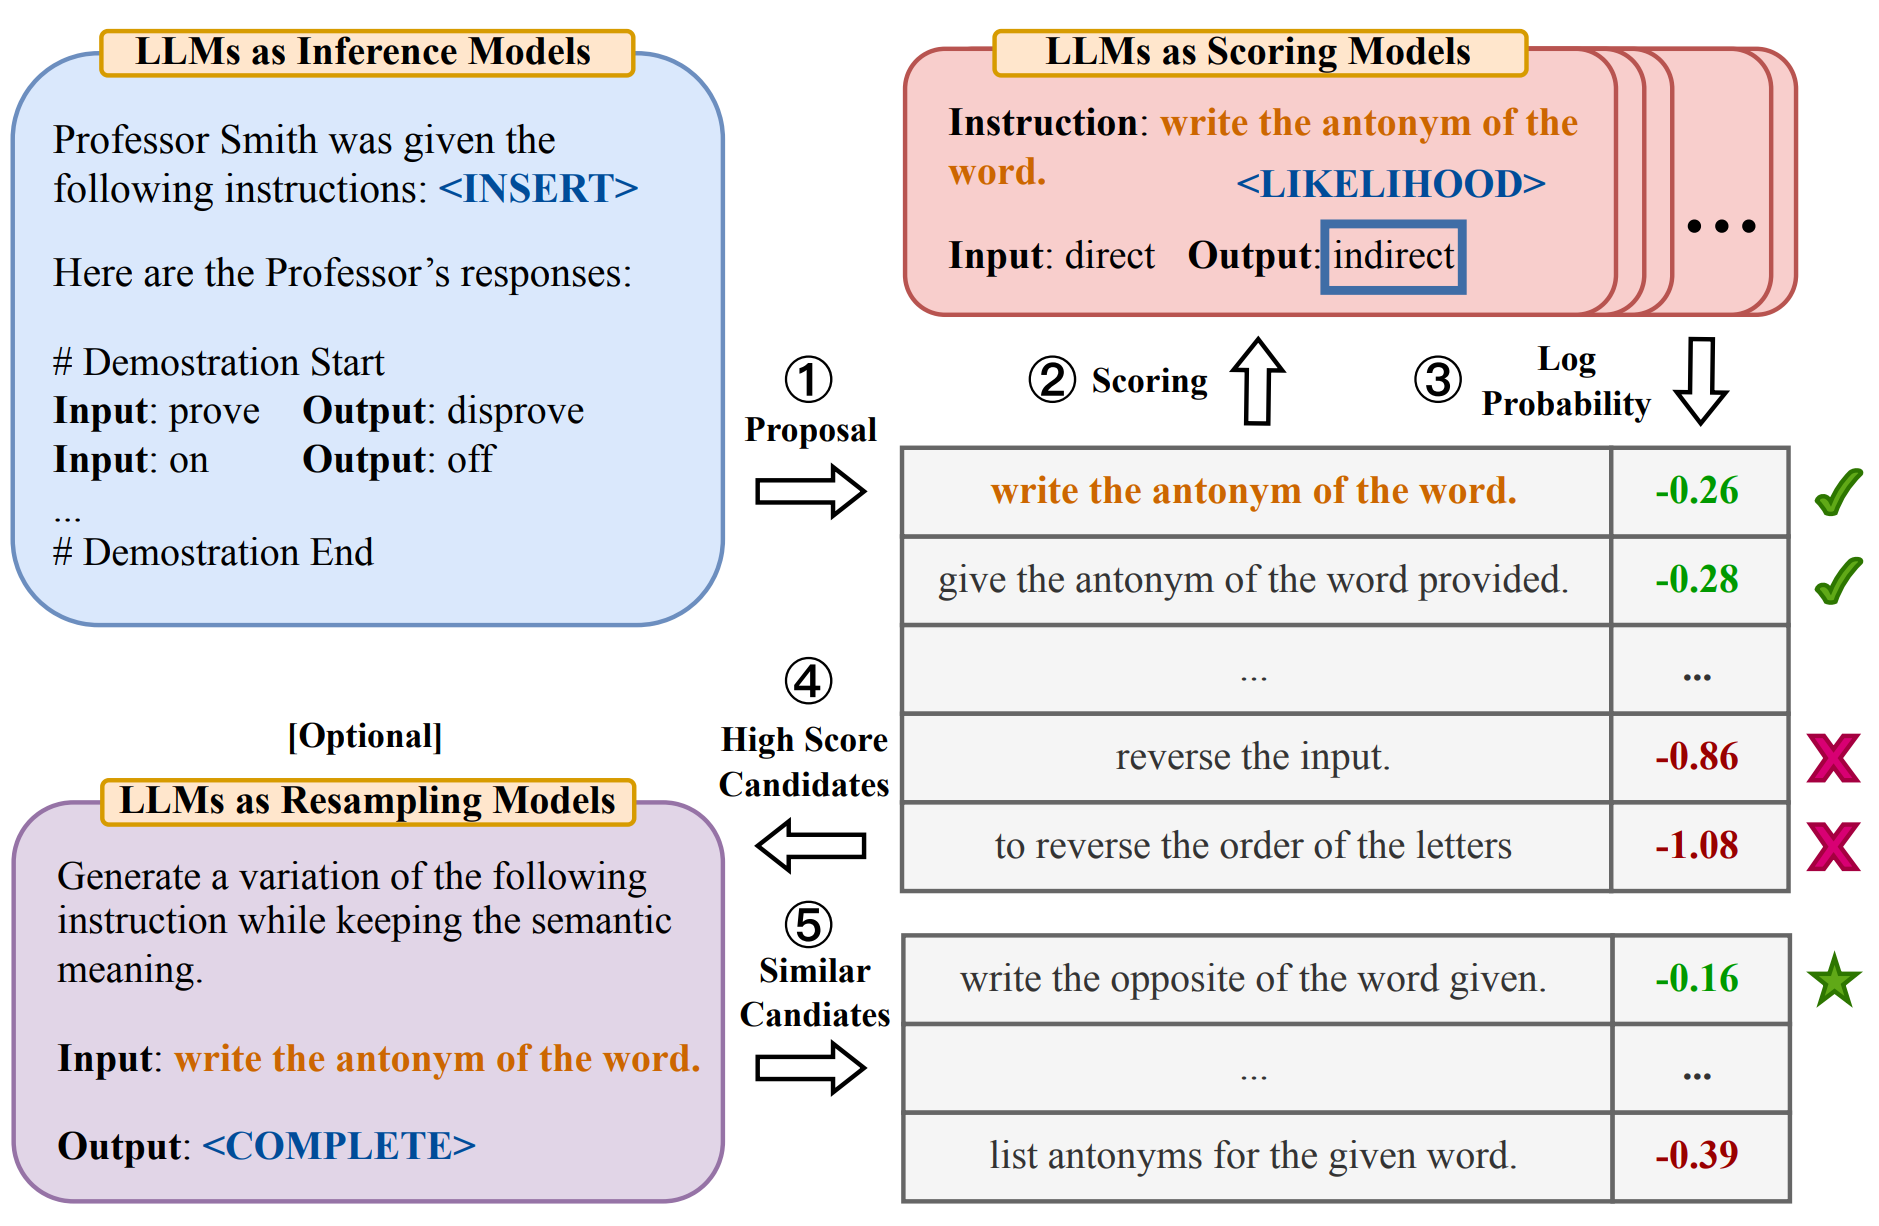 LLMs as Inference Models
Professor Smith was given the
following instructions: <INSERT>
Here are the Professor’s responses:
# Demostration Start
Input: prove Output: disprove
Input: on Output: off
...
# Demostration End
LLMs as Scoring Models
Instruction: write the antonym of the
word.
<LIKELIHOOD>
Input: direct Output: indirect
...
① Proposal
② Scoring
③ Log
Probability
write the antonym of the word. -0.26
give the antonym of the word provided. -0.28
... ...
reverse the input. -0.86
to reverse the order of the letters -1.08
④
High Score
Candidates
[Optional]
LLMs as Resampling Models
Generate a variation of the following
instruction while keeping the semantic
meaning.
Input: write the antonym of the word.
Output: <COMPLETE>
⑤
Similar
Candiates
write the opposite of the word given. -0.16
... ...
list antonyms for the given word. -0.39